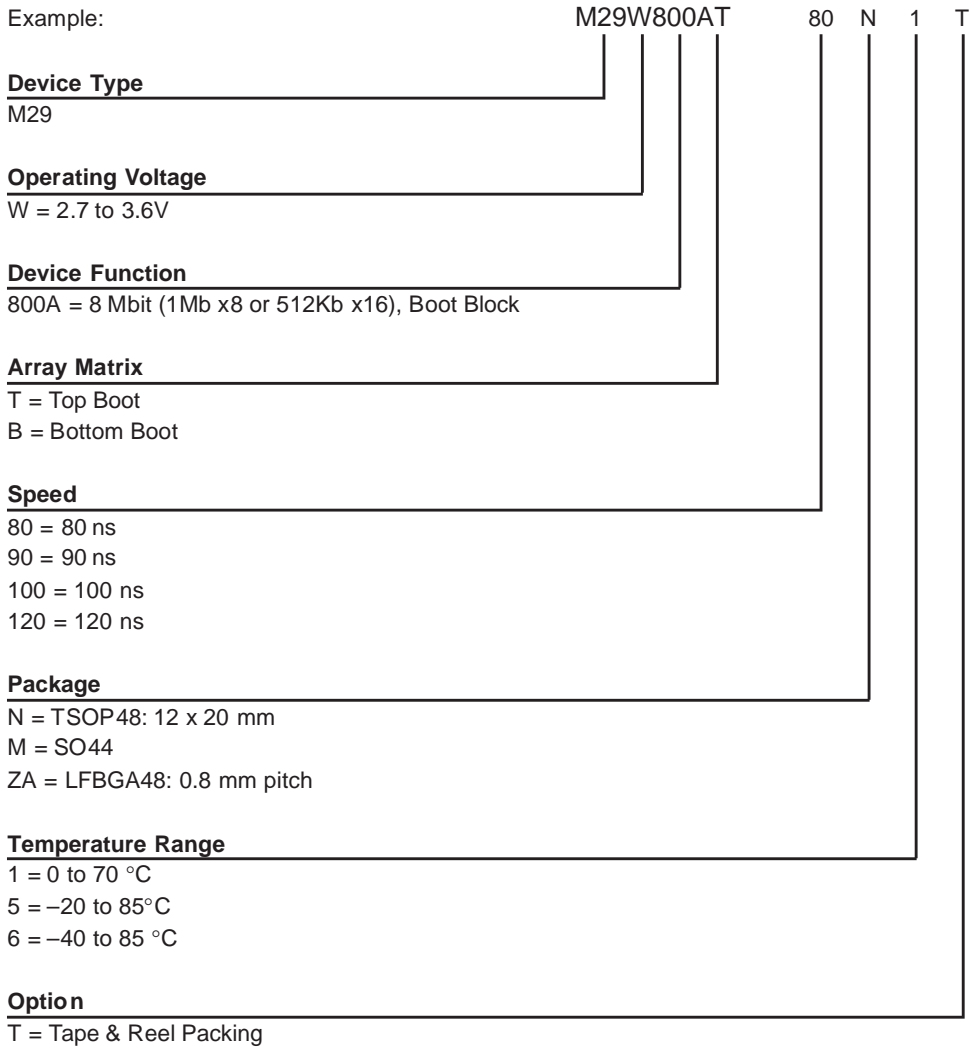 Example: M29W800AT 80 N 1 T
Device Type
M29
Operating Voltage
W = 2.7 to 3.6V
Device Function
800A = 8 Mbit (1Mb x8 or 512Kb x16), Boot Block
Array Matrix
T = Top Boot
B = Bottom Boot
Speed
80 = 80 ns
90 = 90 ns
100 = 100 ns
120 = 120 ns
Package
N = TSOP48: 12 x 20 mm
M = SO44
ZA = LFBGA48: 0.8 mm pitch
Temperature Range
1 = 0 to 70 °C
5 = –20 to 85°C
6 = –40 to 85 °C
Option
T = Tape & Reel Packing